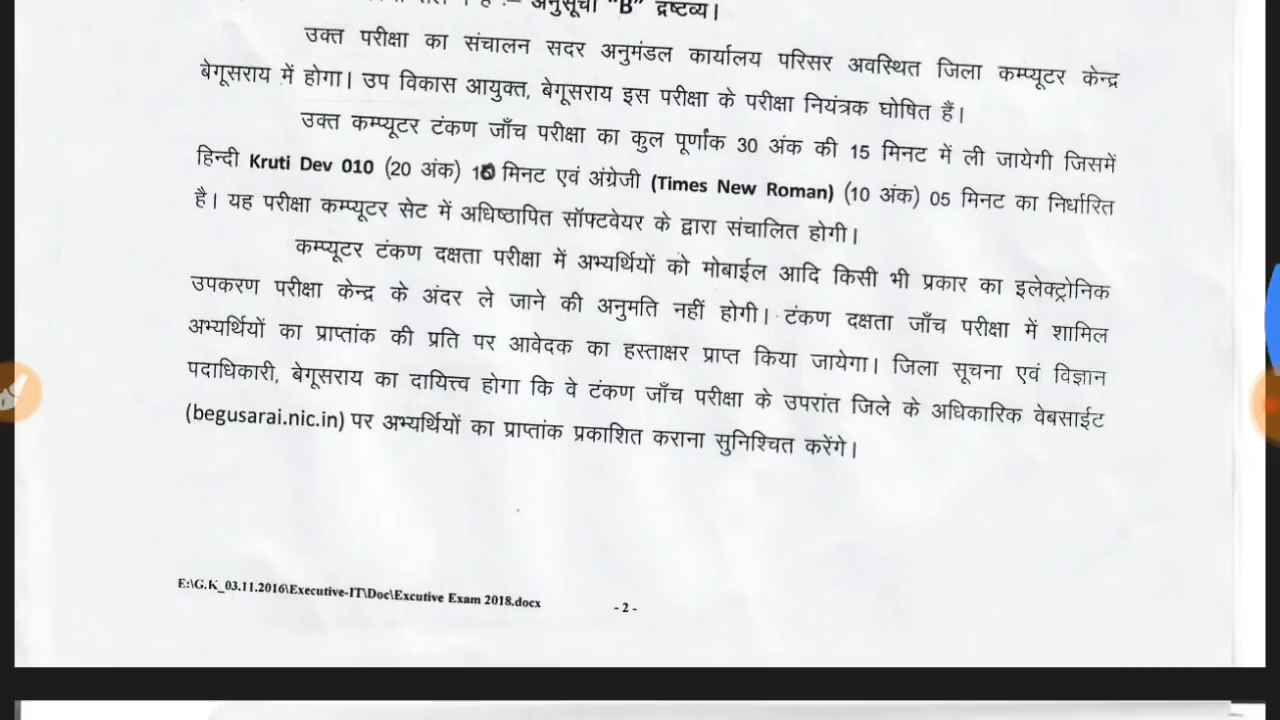 अनुसूची "B" द्रष्टव्य।
उक्त परीक्षा का संचालन सदर अनुमंडल कार्यालय परिसर अवस्थित जिला कम्प्यूटर केन्द्र
बेगूसराय में होगा। उप विकास आयुक्त, बेगूसराय इस परीक्षा के परीक्षा नियंत्रक घोषित हैं।
उक्त कम्प्यूटर टंकण जाँच परीक्षा का कुल पूर्णांक 30 अंक की 15 मिनट में ली जायेगी जिसमें
हिन्दी Kruti Dev 010 (20 अंक) 10 मिनट एवं अंग्रेजी (Times New Roman) (10 अंक) 05 मिनट का निर्धारित
है। यह परीक्षा कम्प्यूटर सेट में अधिष्ठापित सॉफ्टवेयर के द्वारा संचालित होगी।
कम्प्यूटर टंकण दक्षता परीक्षा में अभ्यर्थियों को मोबाईल आदि किसी भी प्रकार का इलेक्ट्रोनिक
उपकरण परीक्षा केन्द्र के अंदर ले जाने की अनुमति नहीं होगी। टंकण दक्षता जाँच परीक्षा में शामिल
अभ्यर्थियों का प्राप्तांक की प्रति पर आवेदक का हस्ताक्षर प्राप्त किया जायेगा। जिला सूचना एवं विज्ञान
पदाधिकारी, बेगूसराय का दायित्त्व होगा कि वे टंकण जाँच परीक्षा के उपरांत जिले के अधिकारिक वेबसाईट
(begusarai.nic.in) पर अभ्यर्थियों का प्राप्तांक प्रकाशित कराना सुनिश्चित करेंगे।
E:\G.K_03.11.2016\Executive-IT\Doc\Excutive Exam 2018.docx
- 2 -